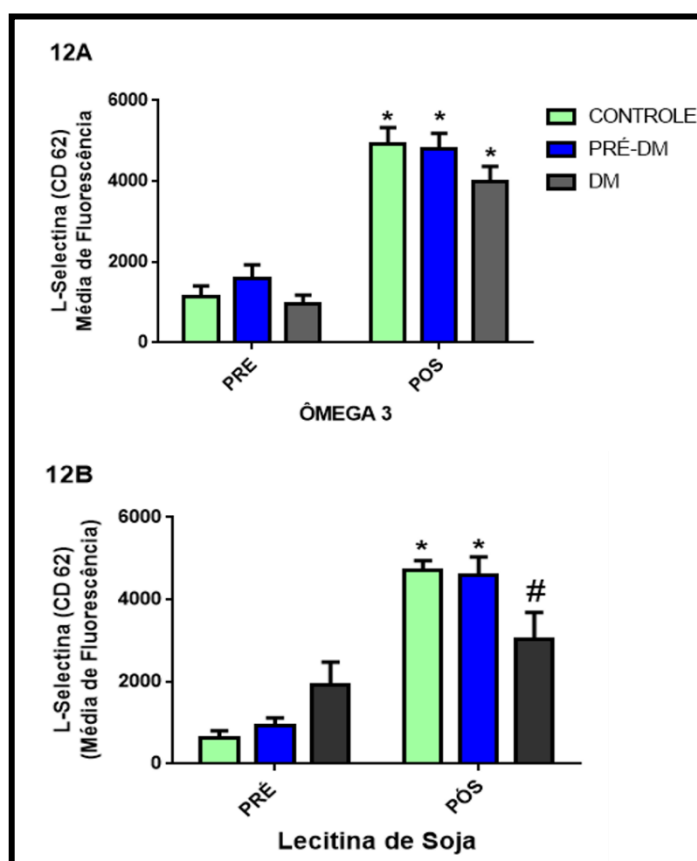 12A
L-Selectina (CD 62)
Média de Fluorescência
6000
4000
2000
0
* * *
CONTROLE
PRÉ-DM
DM
PRE
POS
ÔMEGA 3
12B
L-Selectina (CD 62)
(Média de Fluorescência)
6000
4000
2000
0
* * #
PRÉ
PÓS
Lecitina de Soja